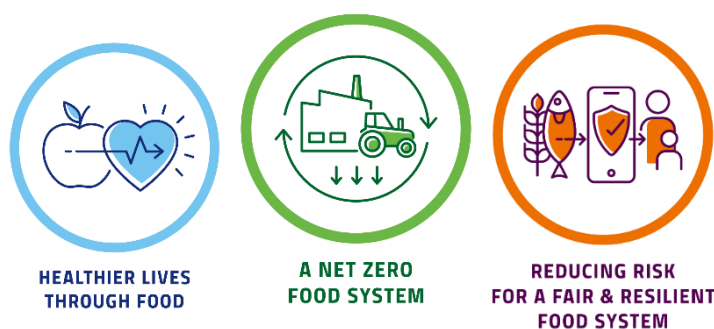 HEALTHIER LIVES
THROUGH FOOD
A NET ZERO
FOOD SYSTEM
REDUCING RISK
FOR A FAIR & RESILIENT
FOOD SYSTEM